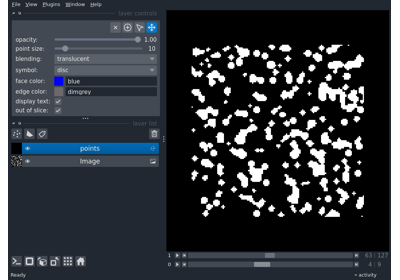 File View Plugins Window Help
layer controls
opacity: 1.00
point size: 10
blending: translucent
symbol: disc
face color: blue
edge color: dimgrey
display text:
out of slice:
layer list
points
Image
1 63 127
0 4 9
Ready activity